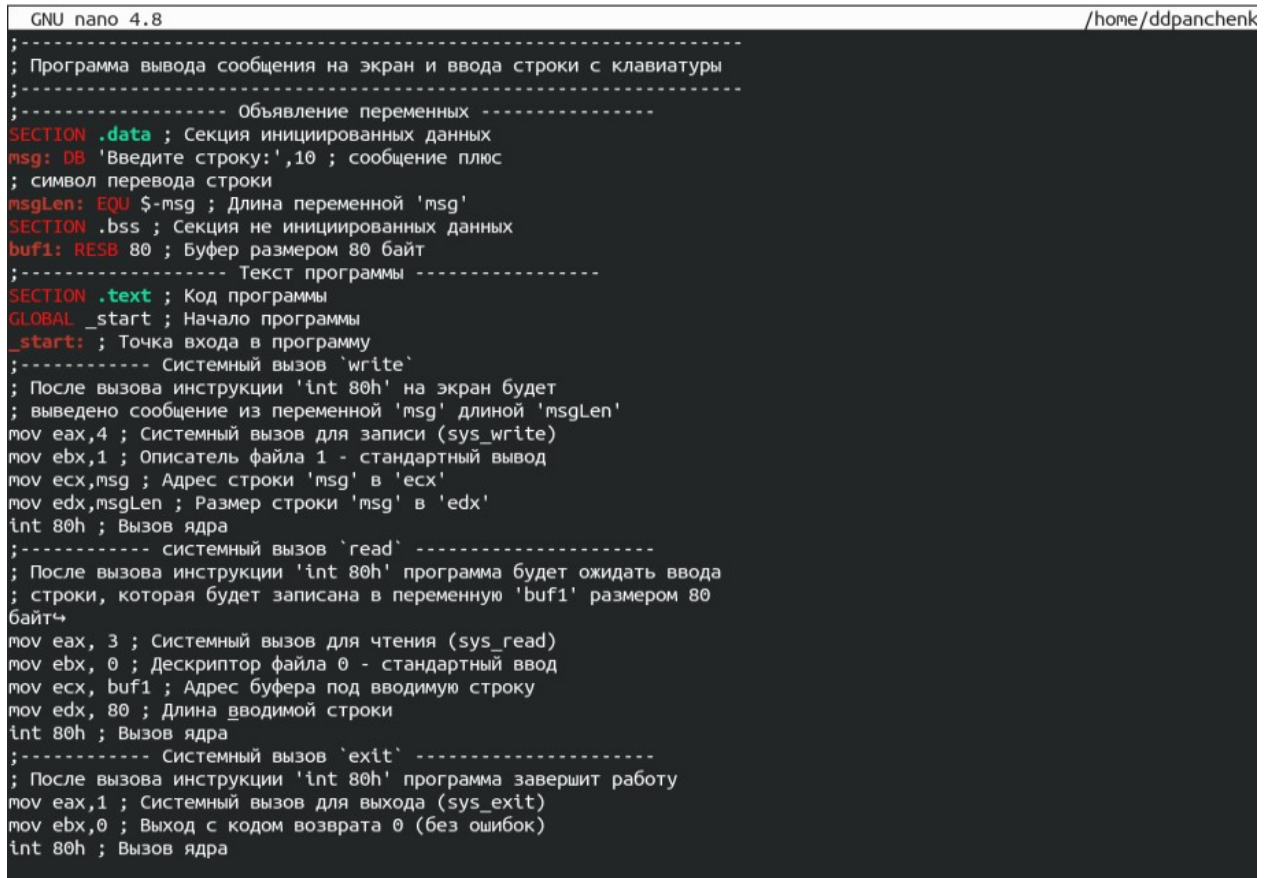 GNU nano 4.8 /home/ddpanchenk
;------------------------------------------------------------------
; Программа вывода сообщения на экран и ввода строки с клавиатуры
;------------------------------------------------------------------
;------------------- Объявление переменных ----------------
SECTION .data ; Секция инициированных данных
msg: DB 'Введите строку:',10 ; сообщение плюс
; символ перевода строки
msgLen: EQU $-msg ; Длина переменной 'msg'
SECTION .bss ; Секция не инициированных данных
buf1: RESB 80 ; Буфер размером 80 байт
;------------------- Текст программы -----------------
SECTION .text ; Код программы
GLOBAL _start ; Начало программы
_start: ; Точка входа в программу
;------------ Системный вызов `write`
; После вызова инструкции 'int 80h' на экран будет
; выведено сообщение из переменной 'msg' длиной 'msgLen'
mov eax,4 ; Системный вызов для записи (sys_write)
mov ebx,1 ; Описатель файла 1 - стандартный вывод
mov ecx,msg ; Адрес строки 'msg' в 'ecx'
mov edx,msgLen ; Размер строки 'msg' в 'edx'
int 80h ; Вызов ядра
;------------ системный вызов `read` ----------------------
; После вызова инструкции 'int 80h' программа будет ожидать ввода
; строки, которая будет записана в переменную 'buf1' размером 80
байт↪
mov eax, 3 ; Системный вызов для чтения (sys_read)
mov ebx, 0 ; Дескриптор файла 0 - стандартный ввод
mov ecx, buf1 ; Адрес буфера под вводимую строку
mov edx, 80 ; Длина вводимой строки
int 80h ; Вызов ядра
;------------ Системный вызов `exit` ----------------------
; После вызова инструкции 'int 80h' программа завершит работу
mov eax,1 ; Системный вызов для выхода (sys_exit)
mov ebx,0 ; Выход с кодом возврата 0 (без ошибок)
int 80h ; Вызов ядра